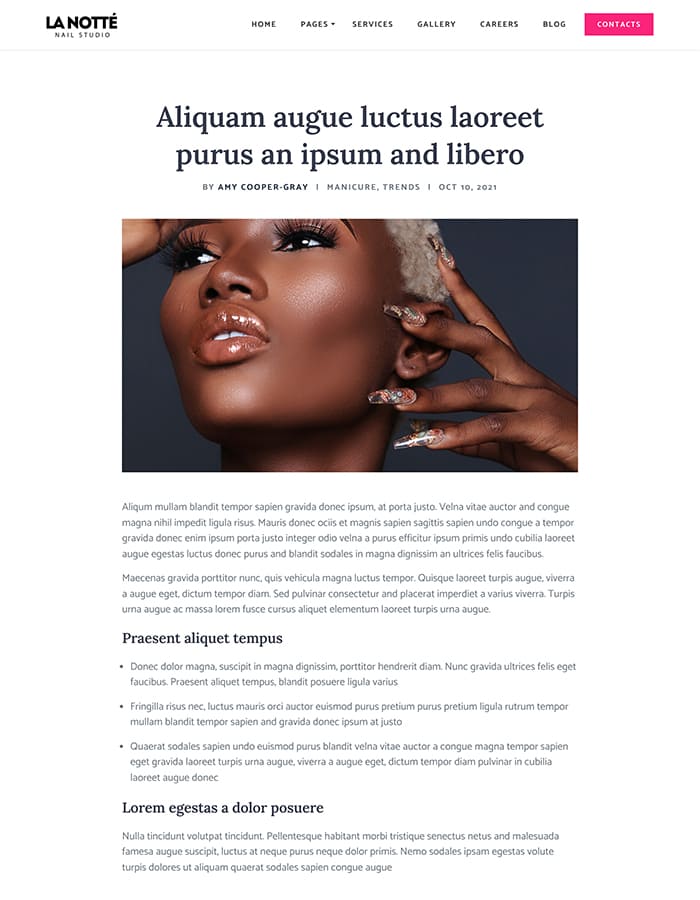 LA NOTTÉ
NAIL STUDIO
HOME PAGES SERVICES GALLERY CAREERS BLOG CONTACTS
Aliquam augue luctus laoreet
purus an ipsum and libero
BY AMY COOPER-GRAY | MANICURE, TRENDS | OCT 10, 2021
Aliqum mullam blandit tempor sapien gravida donec ipsum, at porta justo. Velna vitae auctor and congue
magna nihil impedit ligula risus. Mauris donec ociis et magnis sapien sagittis sapien undo congue a tempor
gravida donec enim ipsum porta justo integer odio velna a purus efficitur ipsum primis undo cubilia laoreet
augue egestas luctus donec purus and blandit sodales in magna dignissim an ultrices felis faucibus.
Maecenas gravida porttitor nunc, quis vehicula magna luctus tempor. Quisque laoreet turpis augue, viverra
a augue eget, dictum tempor diam. Sed pulvinar consectetur and placerat imperdiet a varius viverra. Turpis
urna augue ac massa lorem fusce cursus aliquet elementum laoreet turpis urna augue.
Praesent aliquet tempus
• Donec dolor magna, suscipit in magna dignissim, porttitor hendrerit diam. Nunc gravida ultrices felis eget
faucibus. Praesent aliquet tempus, blandit posuere ligula varius
• Fringilla risus nec, luctus mauris orci auctor euismod purus pretium purus pretium ligula rutrum tempor
mullam blandit tempor sapien and gravida donec ipsum at justo
• Quaerat sodales sapien undo euismod purus blandit velna vitae auctor a congue magna tempor sapien
eget gravida laoreet turpis urna augue, viverra a augue eget, dictum tempor diam pulvinar in cubilia
laoreet augue donec
Lorem egestas a dolor posuere
Nulla tincidunt volutpat tincidunt. Pellentesque habitant morbi tristique senectus netus and malesuada
famesa augue suscipit, luctus at neque purus neque dolor primis. Nemo sodales ipsam egestas volute
turpis dolores ut aliquam quaerat sodales sapien congue augue